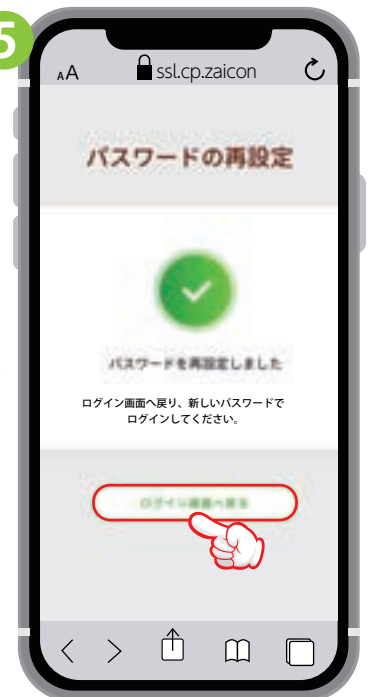 5
AA ssl.cp.zaicon
パスワードの再設定
パスワードを再設定しました
ログイン画面へ戻り、新しいパスワードで
ログインしてください。
ログイン画面へ戻る